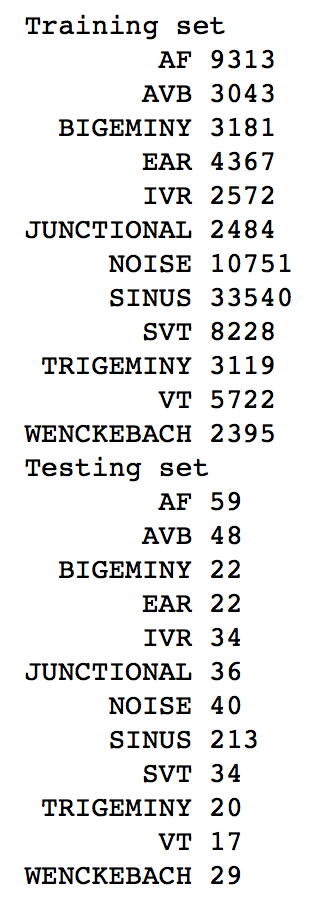 Training set
AF 9313
AVB 3043
BIGEMINY 3181
EAR 4367
IVR 2572
JUNCTIONAL 2484
NOISE 10751
SINUS 33540
SVT 8228
TRIGEMINY 3119
VT 5722
WENCKEBACH 2395
Testing set
AF 59
AVB 48
BIGEMINY 22
EAR 22
IVR 34
JUNCTIONAL 36
NOISE 40
SINUS 213
SVT 34
TRIGEMINY 20
VT 17
WENCKEBACH 29